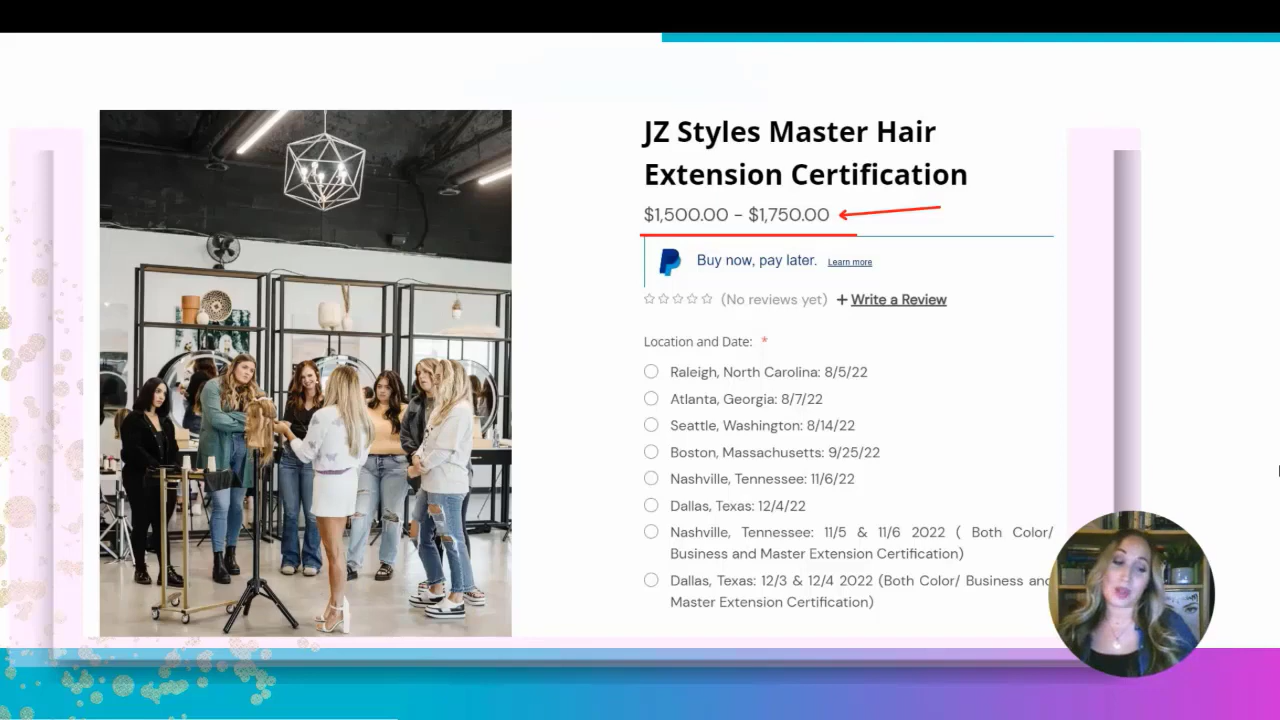 JZ Styles Master Hair
Extension Certification
$1,500.00 - $1,750.00
Buy now, pay later. Learn more
(No reviews yet) + Write a Review
Location and Date: *
Raleigh, North Carolina: 8/5/22
Atlanta, Georgia: 8/7/22
Seattle, Washington: 8/14/22
Boston, Massachusetts: 9/25/22
Nashville, Tennessee: 11/6/22
Dallas, Texas: 12/4/22
Nashville, Tennessee: 11/5 & 11/6 2022 ( Both Color/
Business and Master Extension Certification)
Dallas, Texas: 12/3 & 12/4 2022 (Both Color/ Business and
Master Extension Certification)